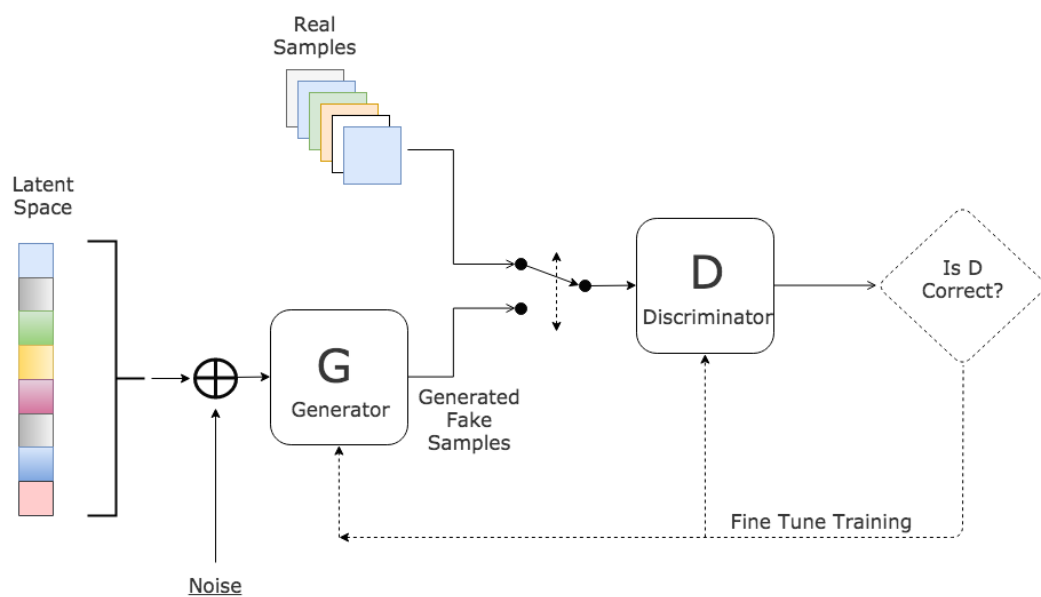 Real
Samples
Latent
Space
D
Discriminator
Is D
Correct?
G
Generator
Generated
Fake
Samples
Fine Tune Training
Noise